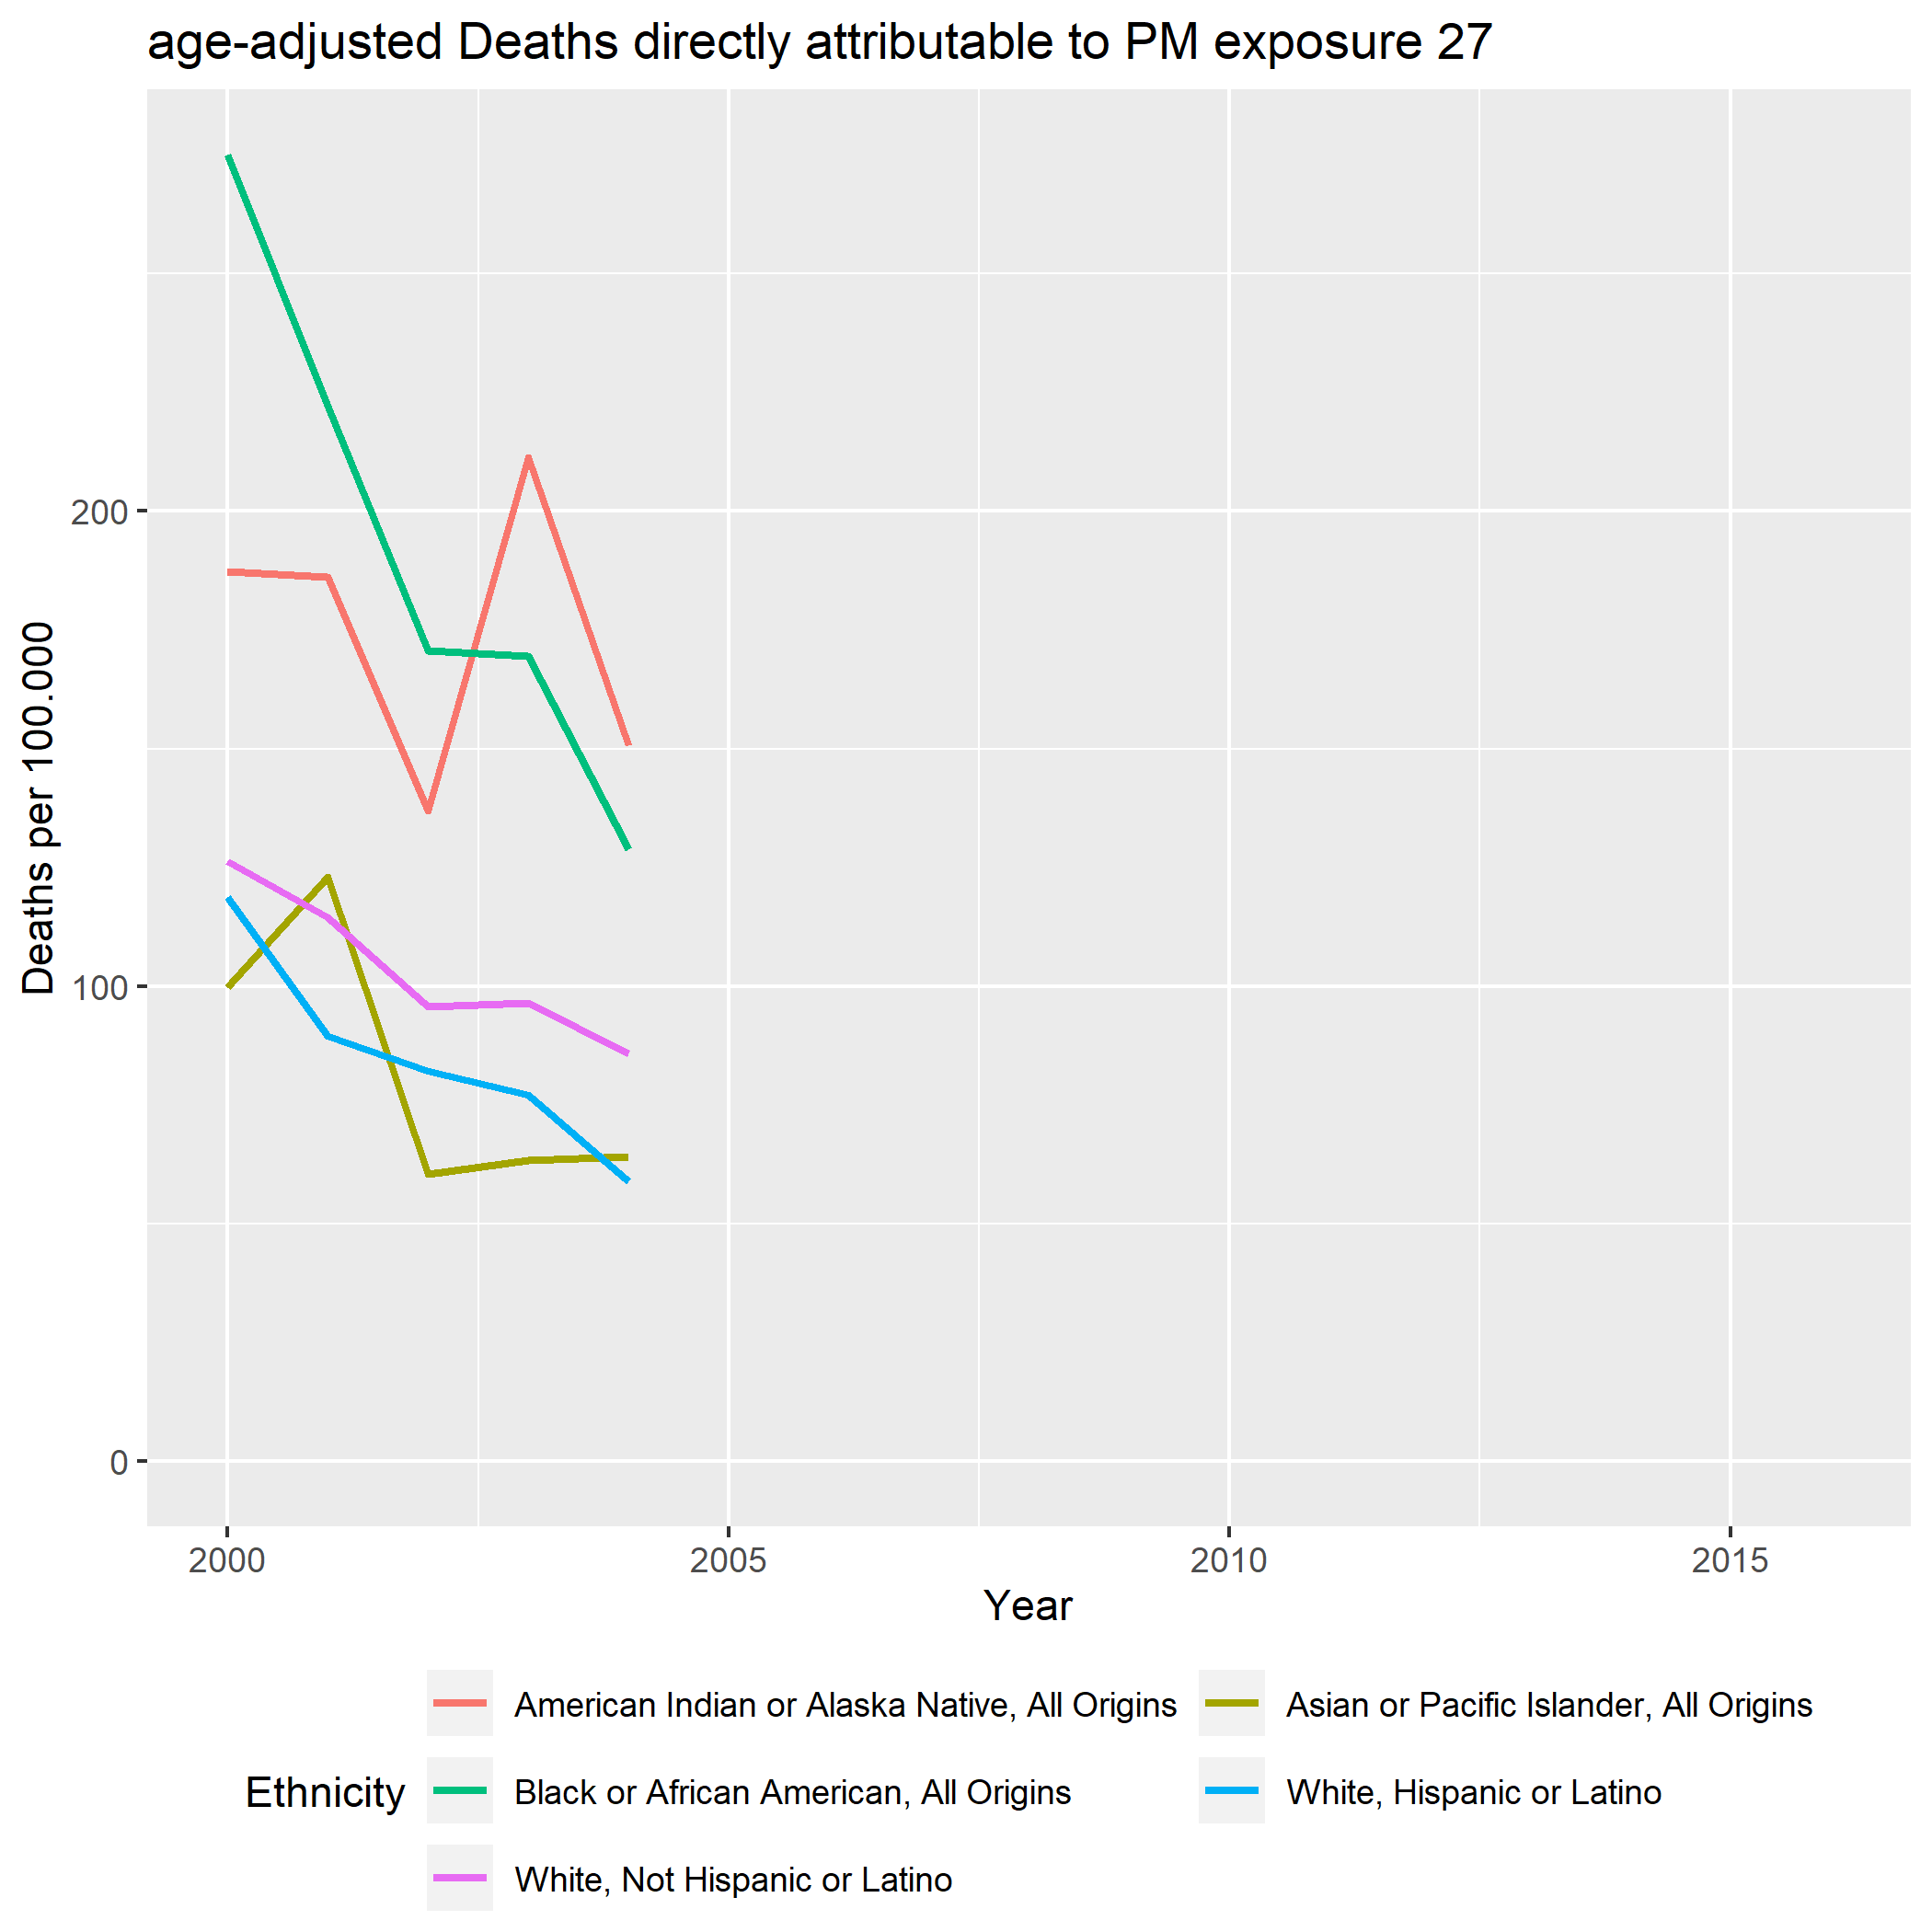 age-adjusted Deaths directly attributable to PM exposure 27
Deaths per 100.000
200
100
0
2000
2005
2010
2015
Year
Ethnicity
American Indian or Alaska Native, All Origins
Asian or Pacific Islander, All Origins
Black or African American, All Origins
White, Hispanic or Latino
White, Not Hispanic or Latino